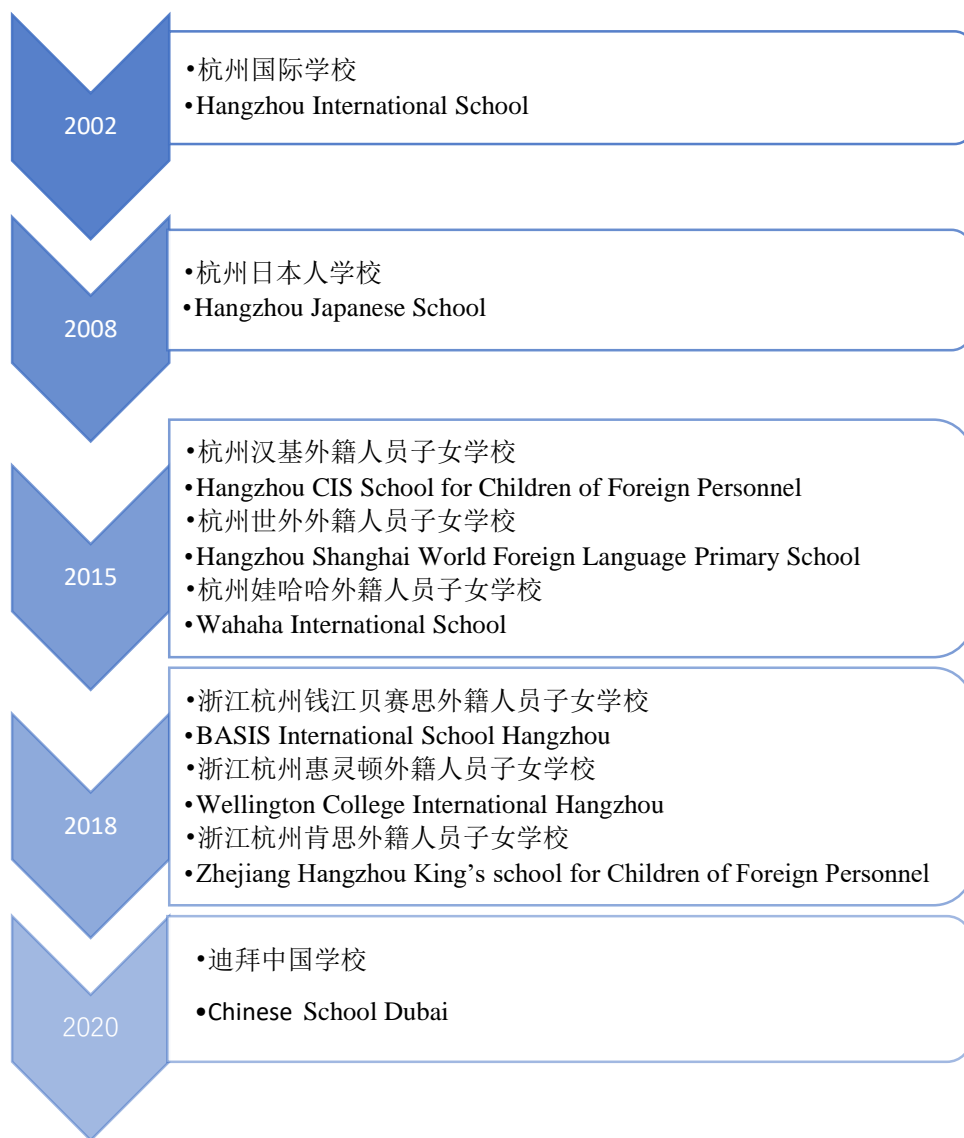 2002
•杭州国际学校
•Hangzhou International School
2008
•杭州日本人学校
•Hangzhou Japanese School
2015
•杭州汉基外籍人员子女学校
•Hangzhou CIS School for Children of Foreign Personnel
•杭州世外外籍人员子女学校
•Hangzhou Shanghai World Foreign Language Primary School
•杭州娃哈哈外籍人员子女学校
•Wahaha International School
2018
•浙江杭州钱江贝赛思外籍人员子女学校
•BASIS International School Hangzhou
•浙江杭州惠灵顿外籍人员子女学校
•Wellington College International Hangzhou
•浙江杭州肯思外籍人员子女学校
•Zhejiang Hangzhou King’s school for Children of Foreign Personnel
2020
•迪拜中国学校
•Chinese School Dubai